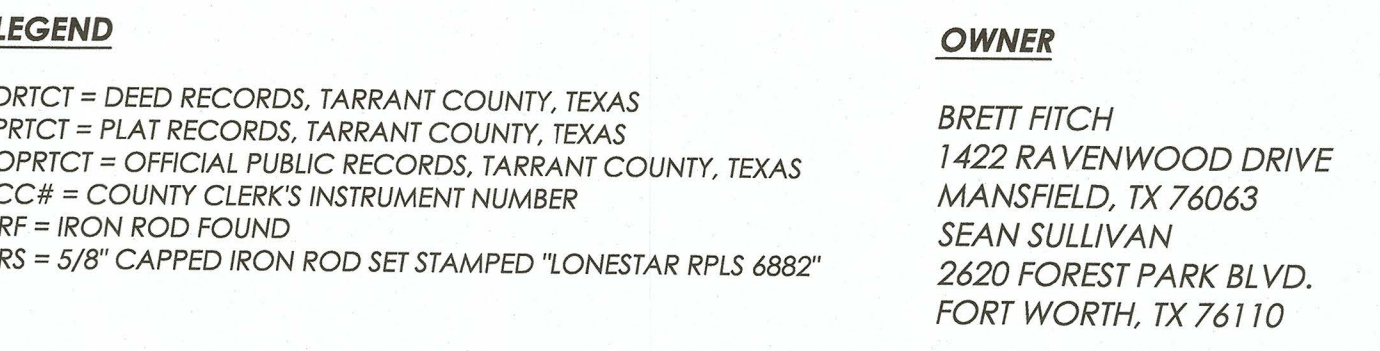 LEGEND
DRTCT = DEED RECORDS, TARRANT COUNTY, TEXAS
PRTCT = PLAT RECORDS, TARRANT COUNTY, TEXAS
OPRTCT = OFFICIAL PUBLIC RECORDS, TARRANT COUNTY, TEXAS
CC# = COUNTY CLERK'S INSTRUMENT NUMBER
RF = IRON ROD FOUND
RS = 5/8" CAPPED IRON ROD SET STAMPED "LONESTAR RPLS 6882"
OWNER
BRETT FITCH
1422 RAVENWOOD DRIVE
MANSFIELD, TX 76063
SEAN SULLIVAN
2620 FOREST PARK BLVD.
FORT WORTH, TX 76110